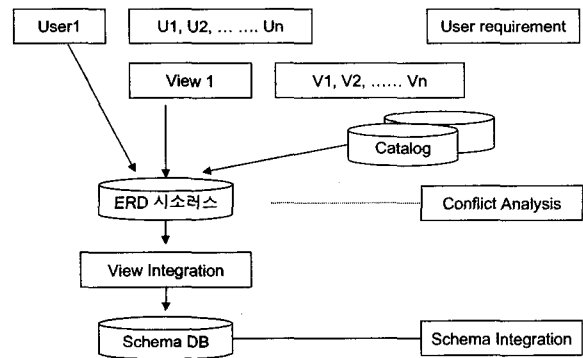 User1
U1, U2, ... .... Un
User requirement
View 1
V1, V2, ...... Vn
Catalog
ERD 시소러스
Conflict Analysis
View Integration
Schema DB
Schema Integration